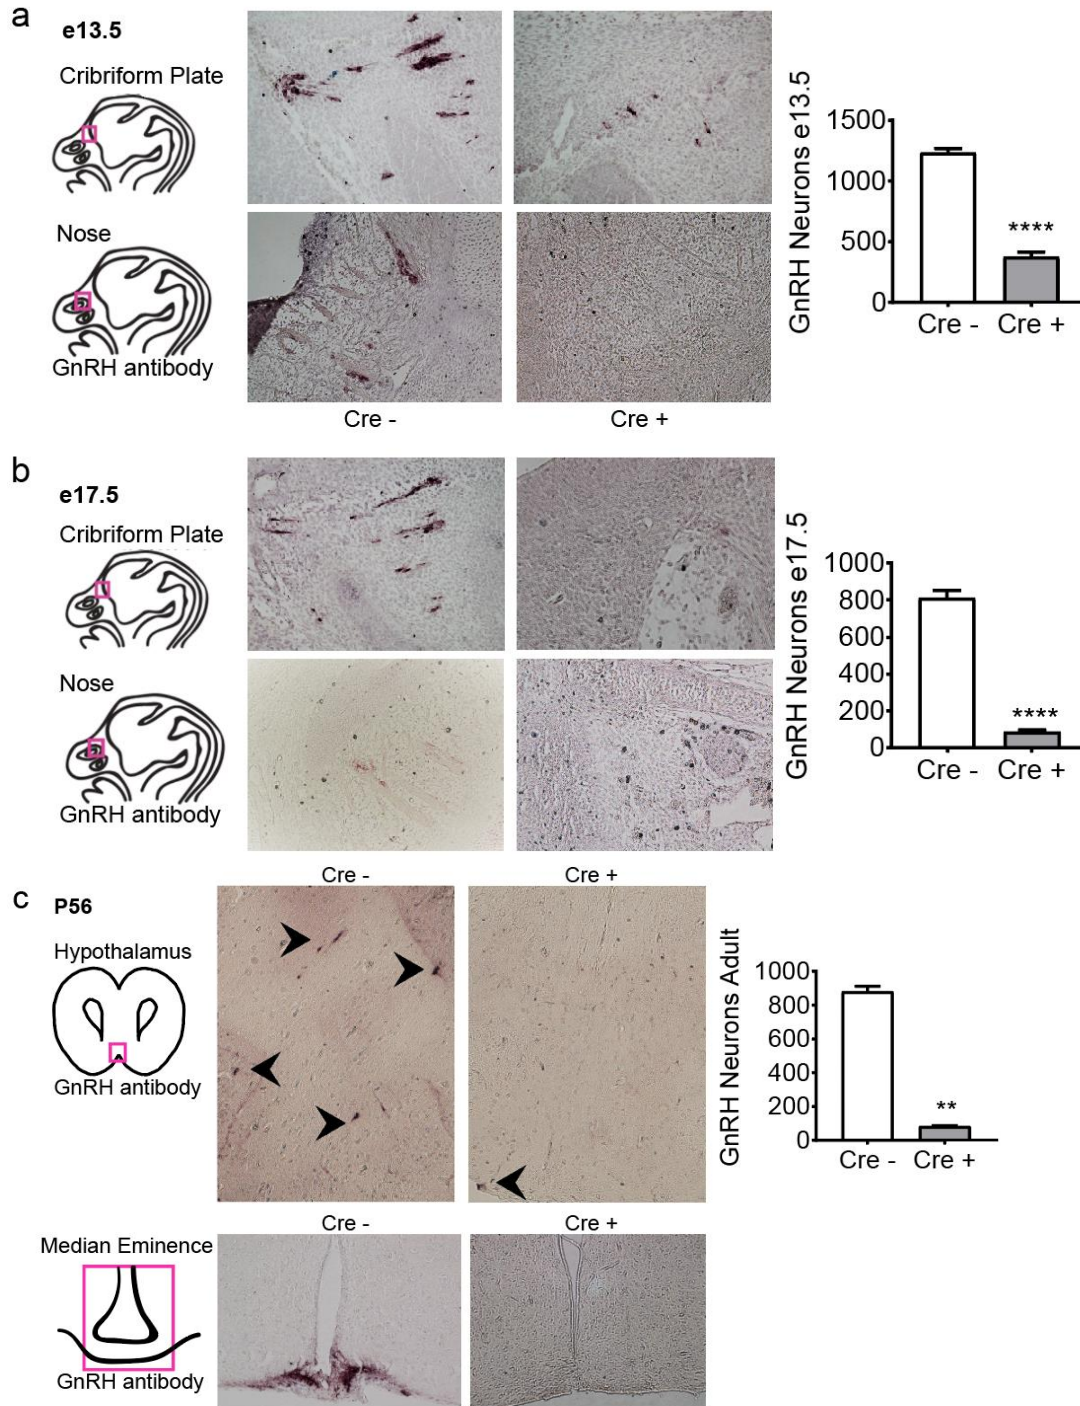 a
e13.5
Cribriform Plate
Nose
GnRH antibody
Cre -
Cre +
GnRH Neurons e13.5
1500
1000
500
0
****
Cre -
Cre +
b
e17.5
Cribriform Plate
Nose
GnRH antibody
Cre -
Cre +
GnRH Neurons e17.5
1000
800
600
400
200
0
****
Cre -
Cre +
c
P56
Hypothalamus
GnRH antibody
Cre -
Cre +
GnRH Neurons Adult
1000
800
600
400
200
0
**
Cre -
Cre +
Median Eminence
GnRH antibody